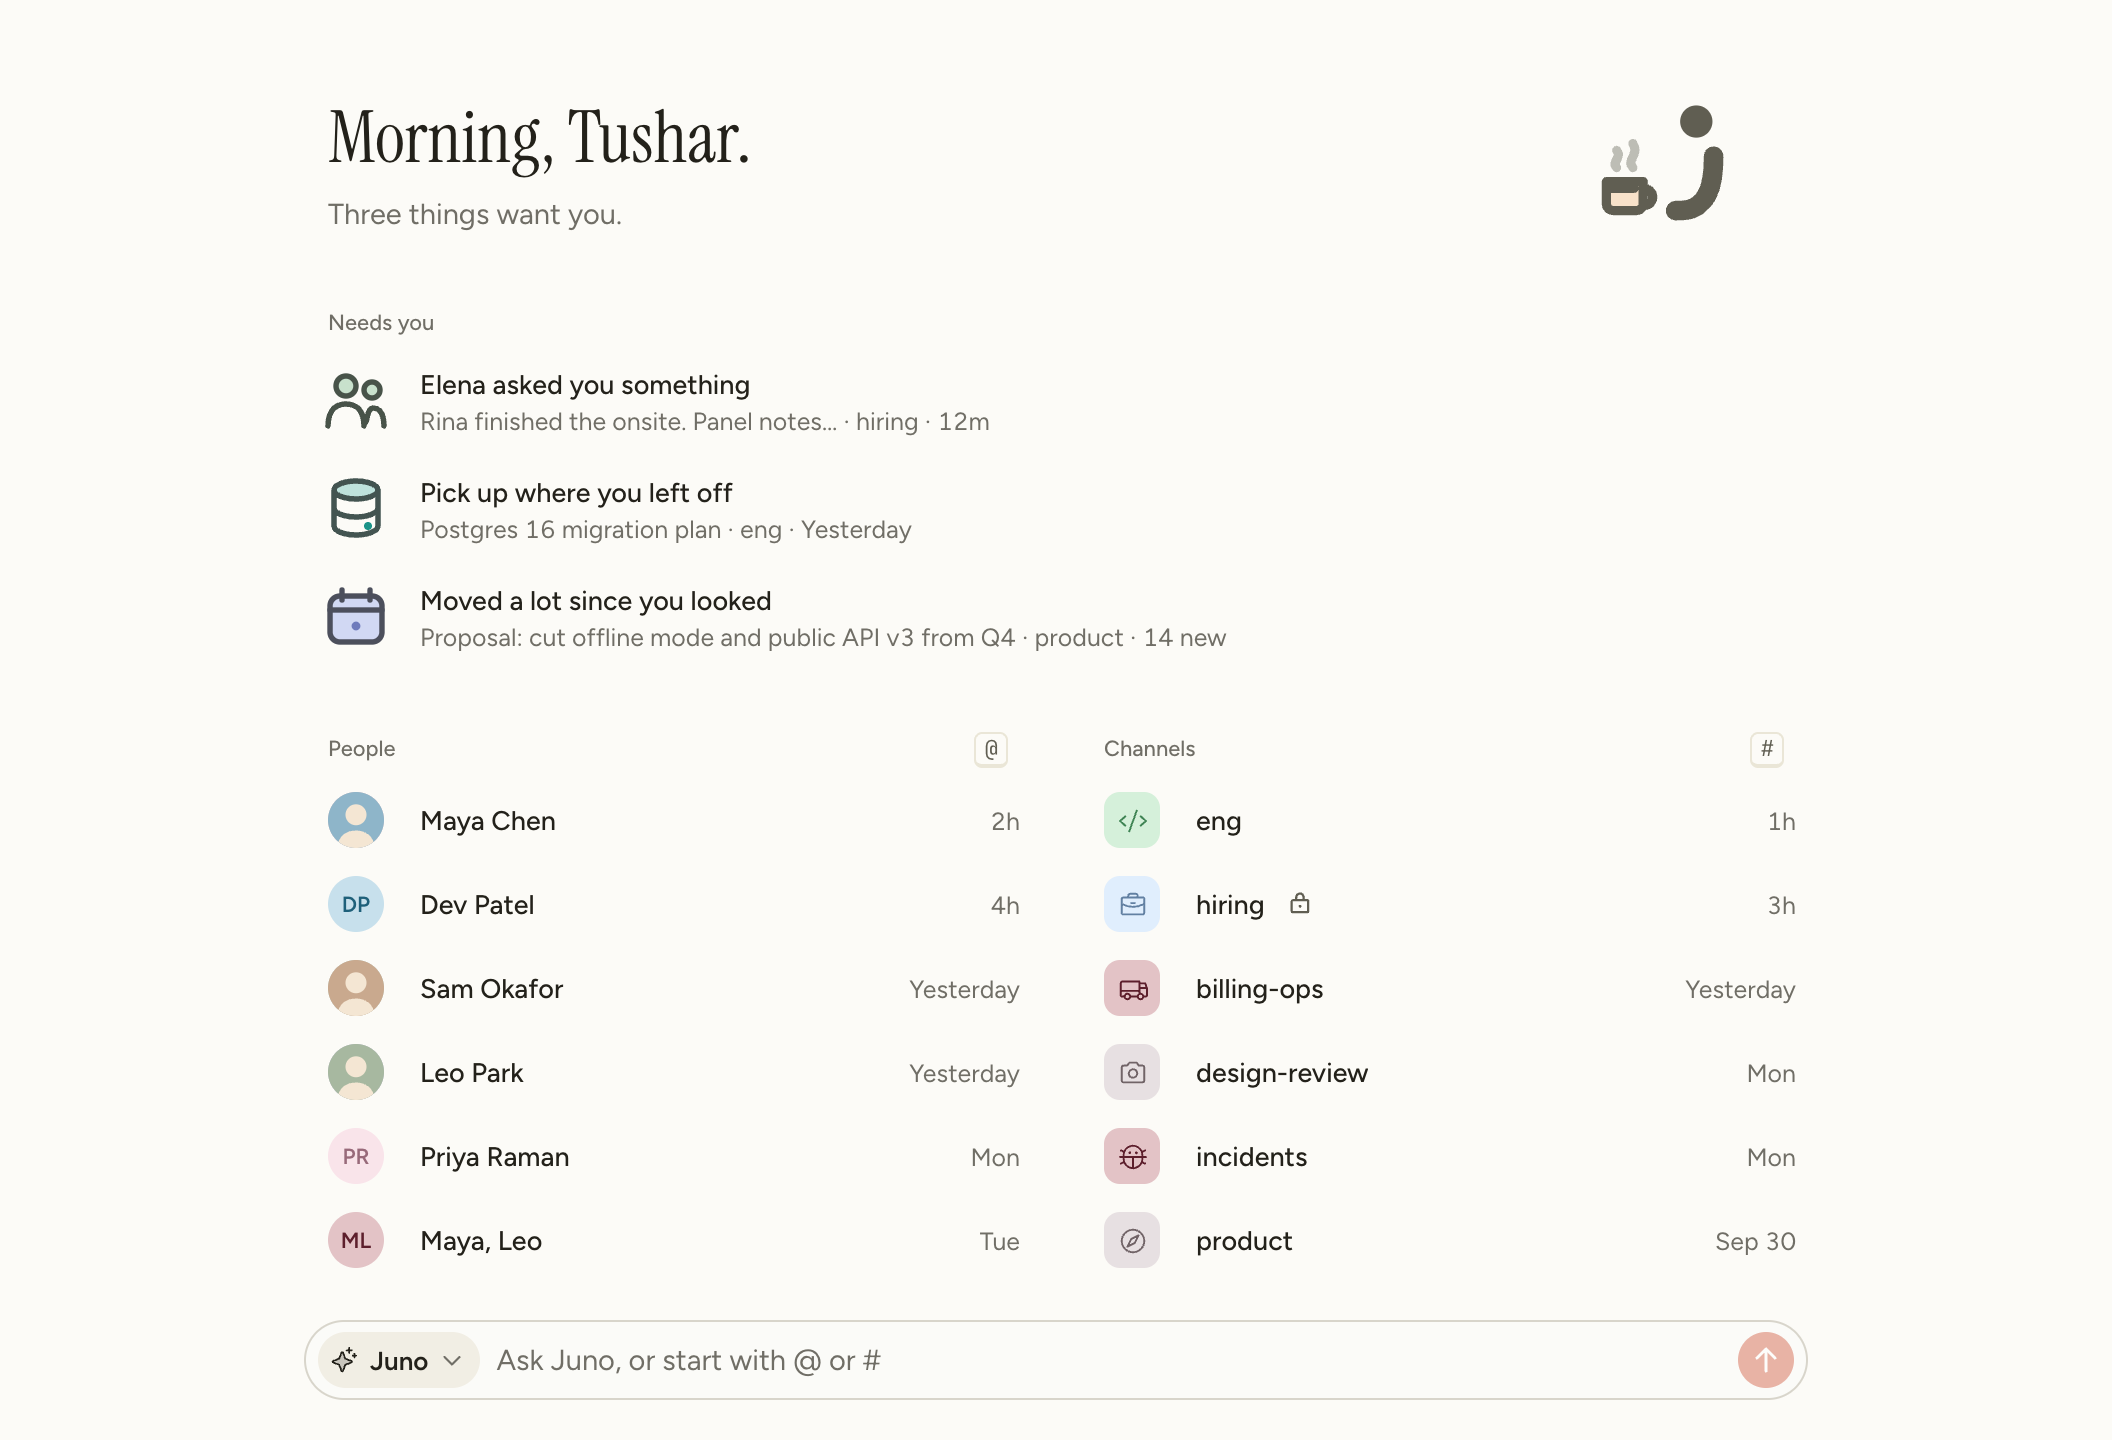 Morning, Tushar.
Three things want you.
Needs you
Elena asked you something
Rina finished the onsite. Panel notes... · hiring · 12m
Pick up where you left off
Postgres 16 migration plan · eng · Yesterday
Moved a lot since you looked
Proposal: cut offline mode and public API v3 from Q4 · product · 14 new
People @
Maya Chen 2h
DP Dev Patel 4h
Sam Okafor Yesterday
Leo Park Yesterday
PR Priya Raman Mon
ML Maya, Leo Tue
Channels #
eng 1h
hiring 3h
billing-ops Yesterday
design-review Mon
incidents Mon
product Sep 30
Juno Ask Juno, or start with @ or #